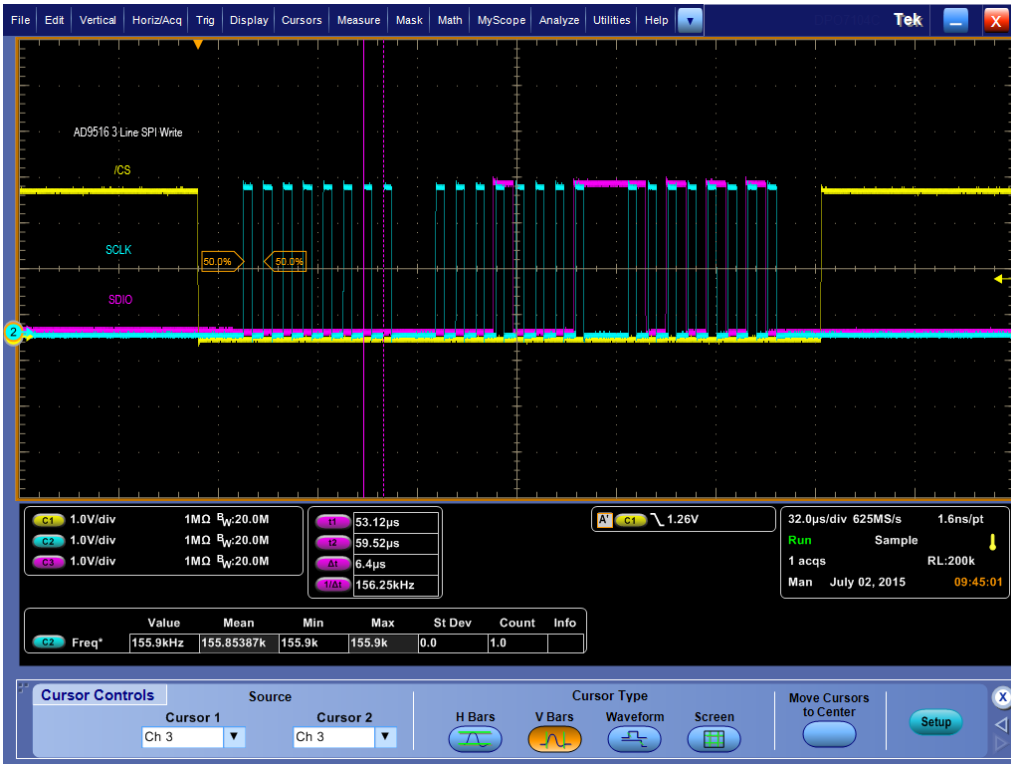 File Edit Vertical Horiz/Acq Trig Display Cursors Measure Mask Math MyScope Analyze Utilities Help Tek X
AD9516 3 Line SPI Write
/CS
SCLK
50.0% 50.0%
SDIO
2
C1 1.0V/div 1MΩ BW:20.0M
C2 1.0V/div 1MΩ BW:20.0M
C3 1.0V/div 1MΩ BW:20.0M
t1 53.12µs
t2 59.52µs
Δt 6.4µs
1/Δt 156.25kHz
A' C1 1.26V
32.0µs/div 625MS/s 1.6ns/pt
Run Sample
1 acqs RL:200k
Man July 02, 2015 09:45:01
Value Mean Min Max St Dev Count Info
C2 Freq* 155.9kHz 155.85387k 155.9k 155.9k 0.0 1.0
Cursor Controls Source Cursor Type Move Cursors to Center X
Cursor 1 Cursor 2 H Bars V Bars Waveform Screen Setup
Ch 3 Ch 3